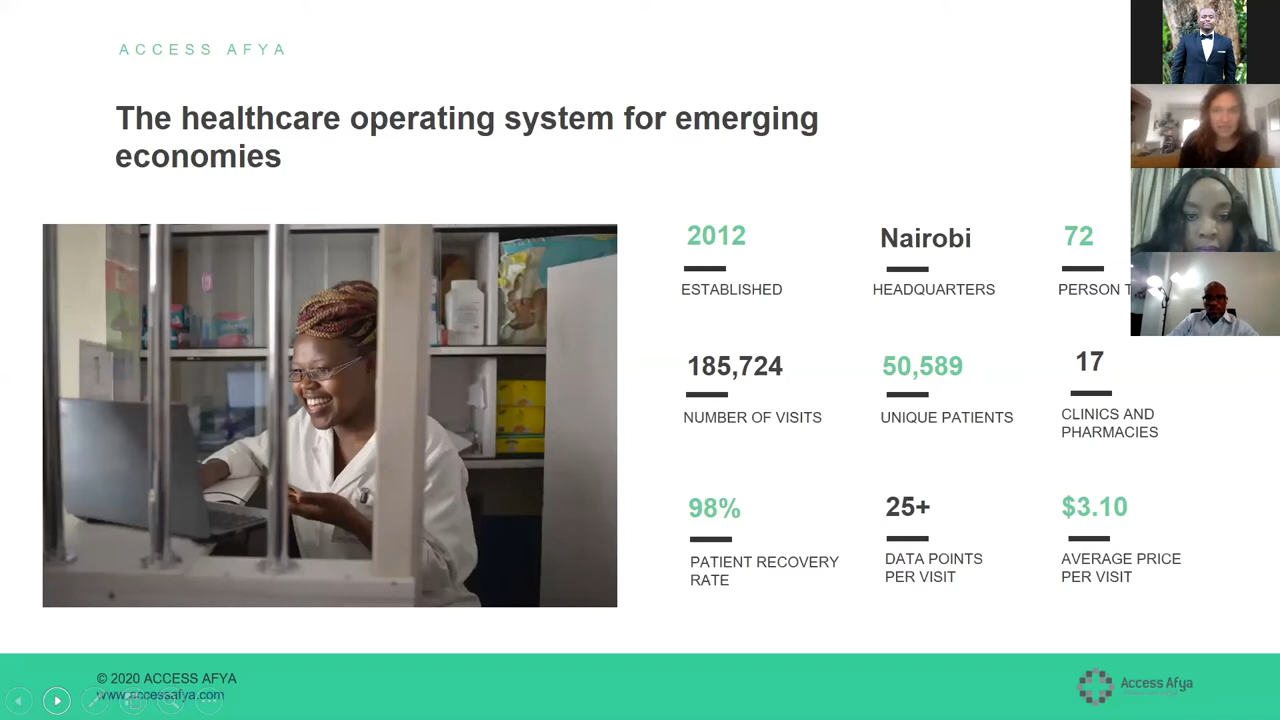 ACCESS AFYA
The healthcare operating system for emerging
economies
2012
ESTABLISHED
Nairobi
HEADQUARTERS
72
PERSON
185,724
NUMBER OF VISITS
50,589
UNIQUE PATIENTS
17
CLINICS AND
PHARMACIES
98%
PATIENT RECOVERY
RATE
25+
DATA POINTS
PER VISIT
$3.10
AVERAGE PRICE
PER VISIT
© 2020 ACCESS AFYA
www.accessafya.com
Access Afya